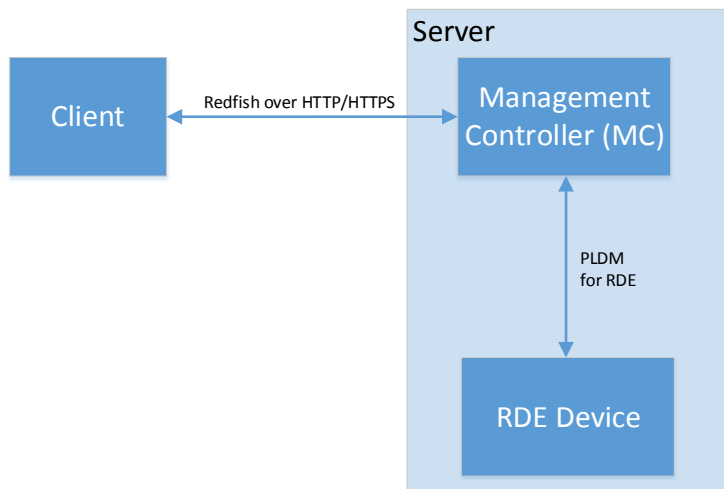 Server
Client
Redfish over HTTP/HTTPS
Management
Controller (MC)
PLDM
for RDE
RDE Device